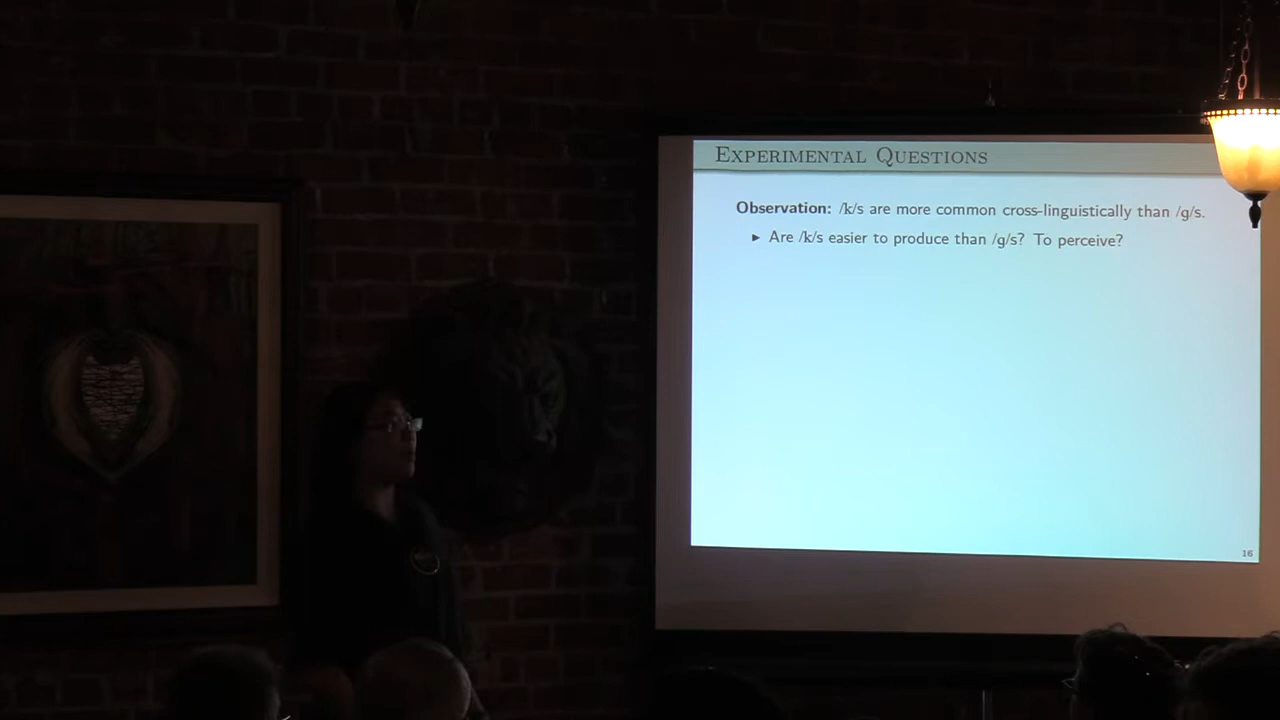 Experimental Questions
Observation: /k/s are more common cross-linguistically than /g/s.
▶ Are /k/s easier to produce than /g/s? To perceive?
16